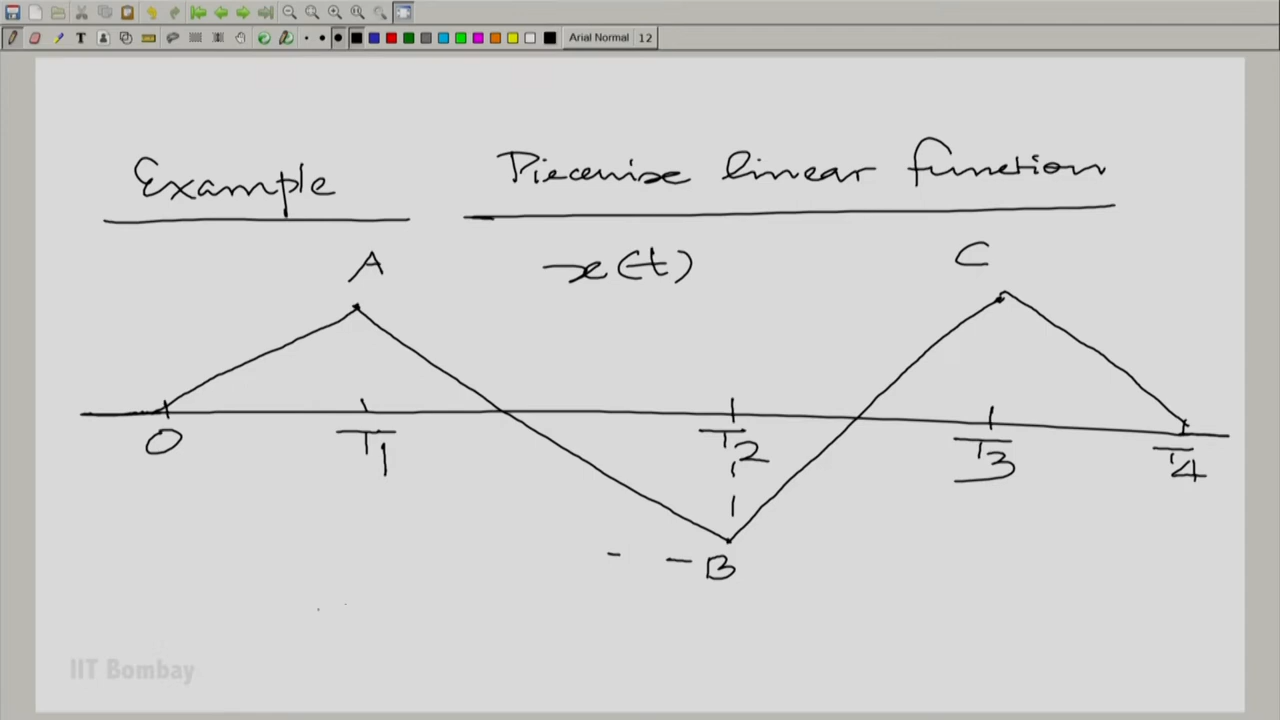 Arial Normal 12
Example Piecewise linear function
A x(t) C
0 T1 T2 T3 T4
- -B
IIT Bombay